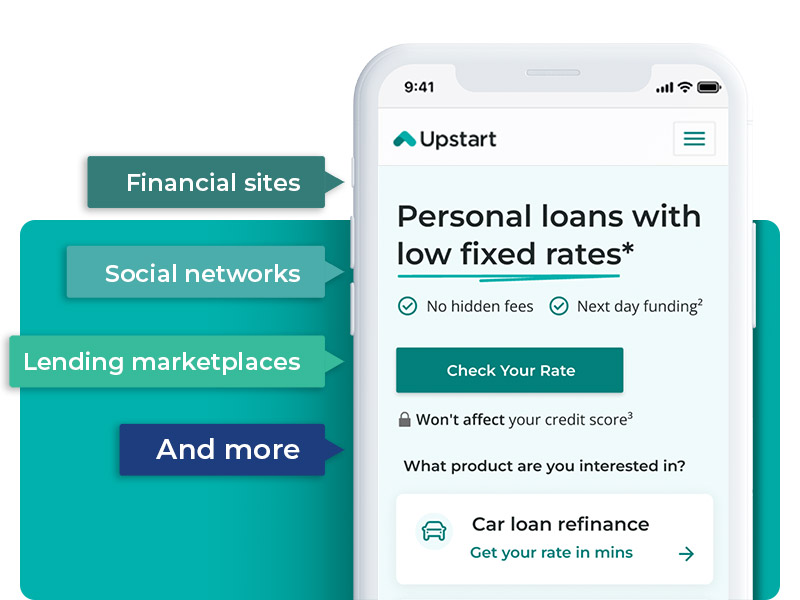 Financial sites
Social networks
Lending marketplaces
And more
9:41
Upstart
Personal loans with
low fixed rates*
No hidden fees
Next day funding²
Check Your Rate
Won't affect your credit score³
What product are you interested in?
Car loan refinance
Get your rate in mins